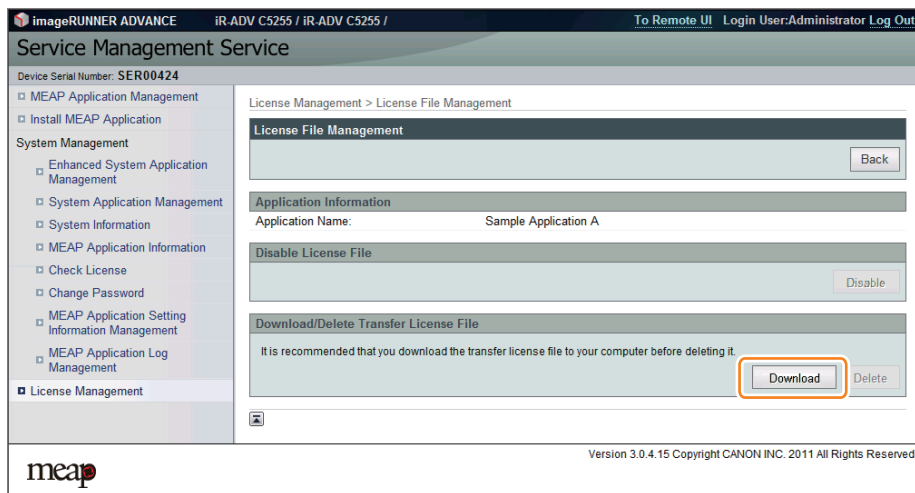 imageRUNNER ADVANCE iR-ADV C5255 / iR-ADV C5255 / To Remote UI Login User:Administrator Log Out
Service Management Service
Device Serial Number: SER00424
MEAP Application Management
Install MEAP Application
System Management
Enhanced System Application
Management
System Application Management
System Information
MEAP Application Information
Check License
Change Password
MEAP Application Setting
Information Management
MEAP Application Log
Management
License Management
License Management > License File Management
License File Management
Back
Application Information
Application Name: Sample Application A
Disable License File
Disable
Download/Delete Transfer License File
It is recommended that you download the transfer license file to your computer before deleting it.
Download Delete
Version 3.0.4.15 Copyright CANON INC. 2011 All Rights Reserved
meap